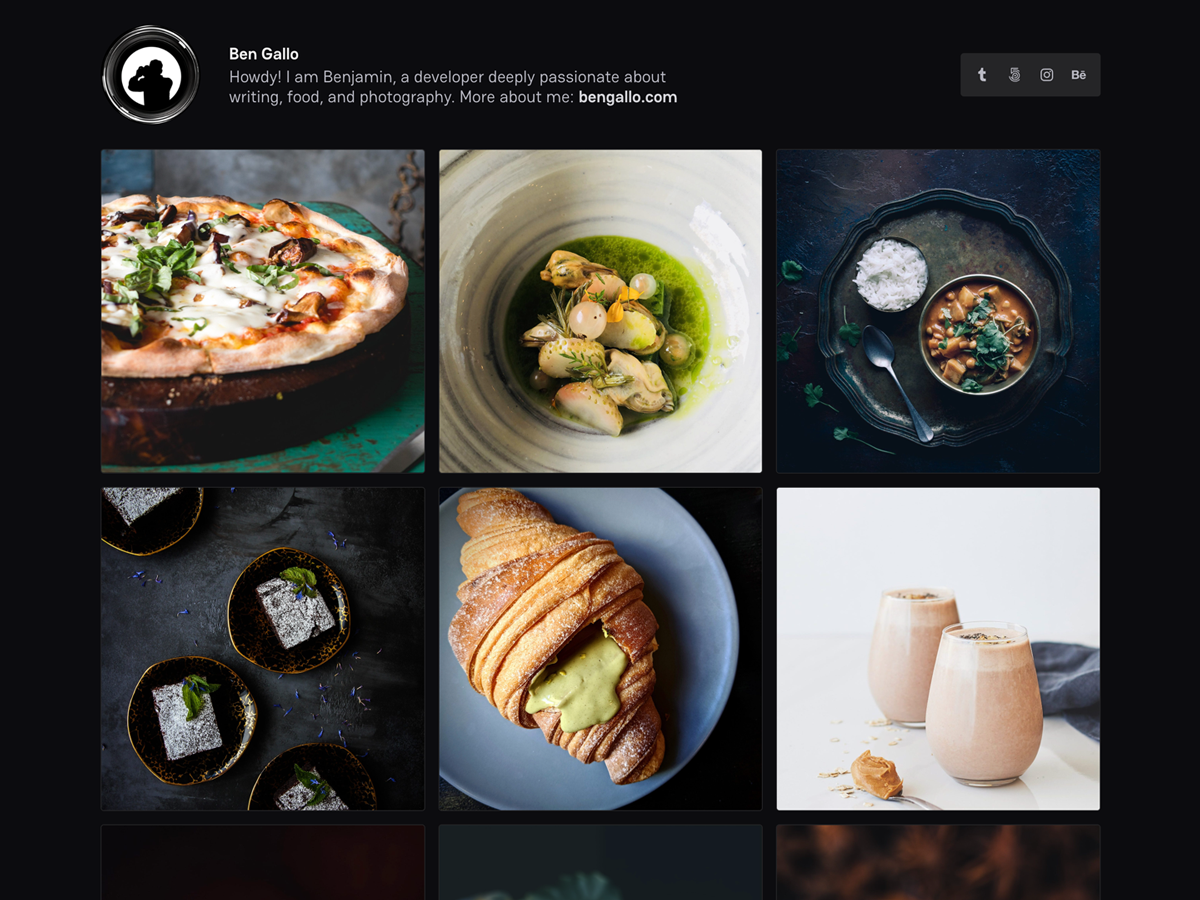 Ben Gallo
Howdy! I am Benjamin, a developer deeply passionate about
writing, food, and photography. More about me: bengallo.com
t 5 Bē